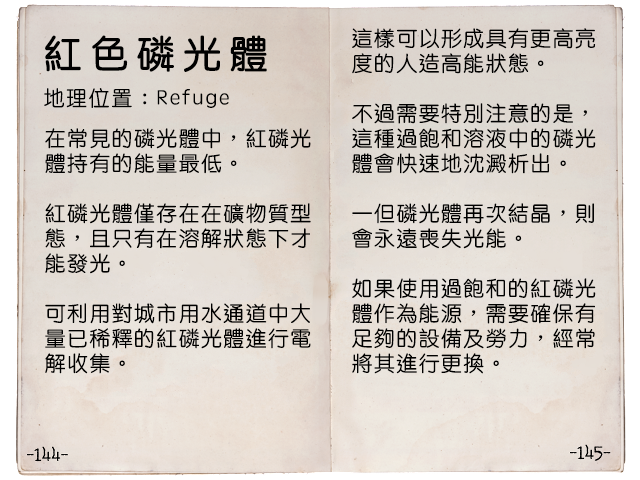 紅色磷光體
地理位置：Refuge
在常見的磷光體中，紅磷光
體持有的能量最低。
紅磷光體僅存在在礦物質型
態，且只有在溶解狀態下才
能發光。
可利用對城市用水通道中大
量已稀釋的紅磷光體進行電
解收集。
-144-
這樣可以形成具有更高亮
度的人造高能狀態。
不過需要特別注意的是，
這種過飽和溶液中的磷光
體會快速地沈澱析出。
一但磷光體再次結晶，則
會永遠喪失光能。
如果使用過飽和的紅磷光
體作為能源，需要確保有
足夠的設備及勞力，經常
將其進行更換。
-145-